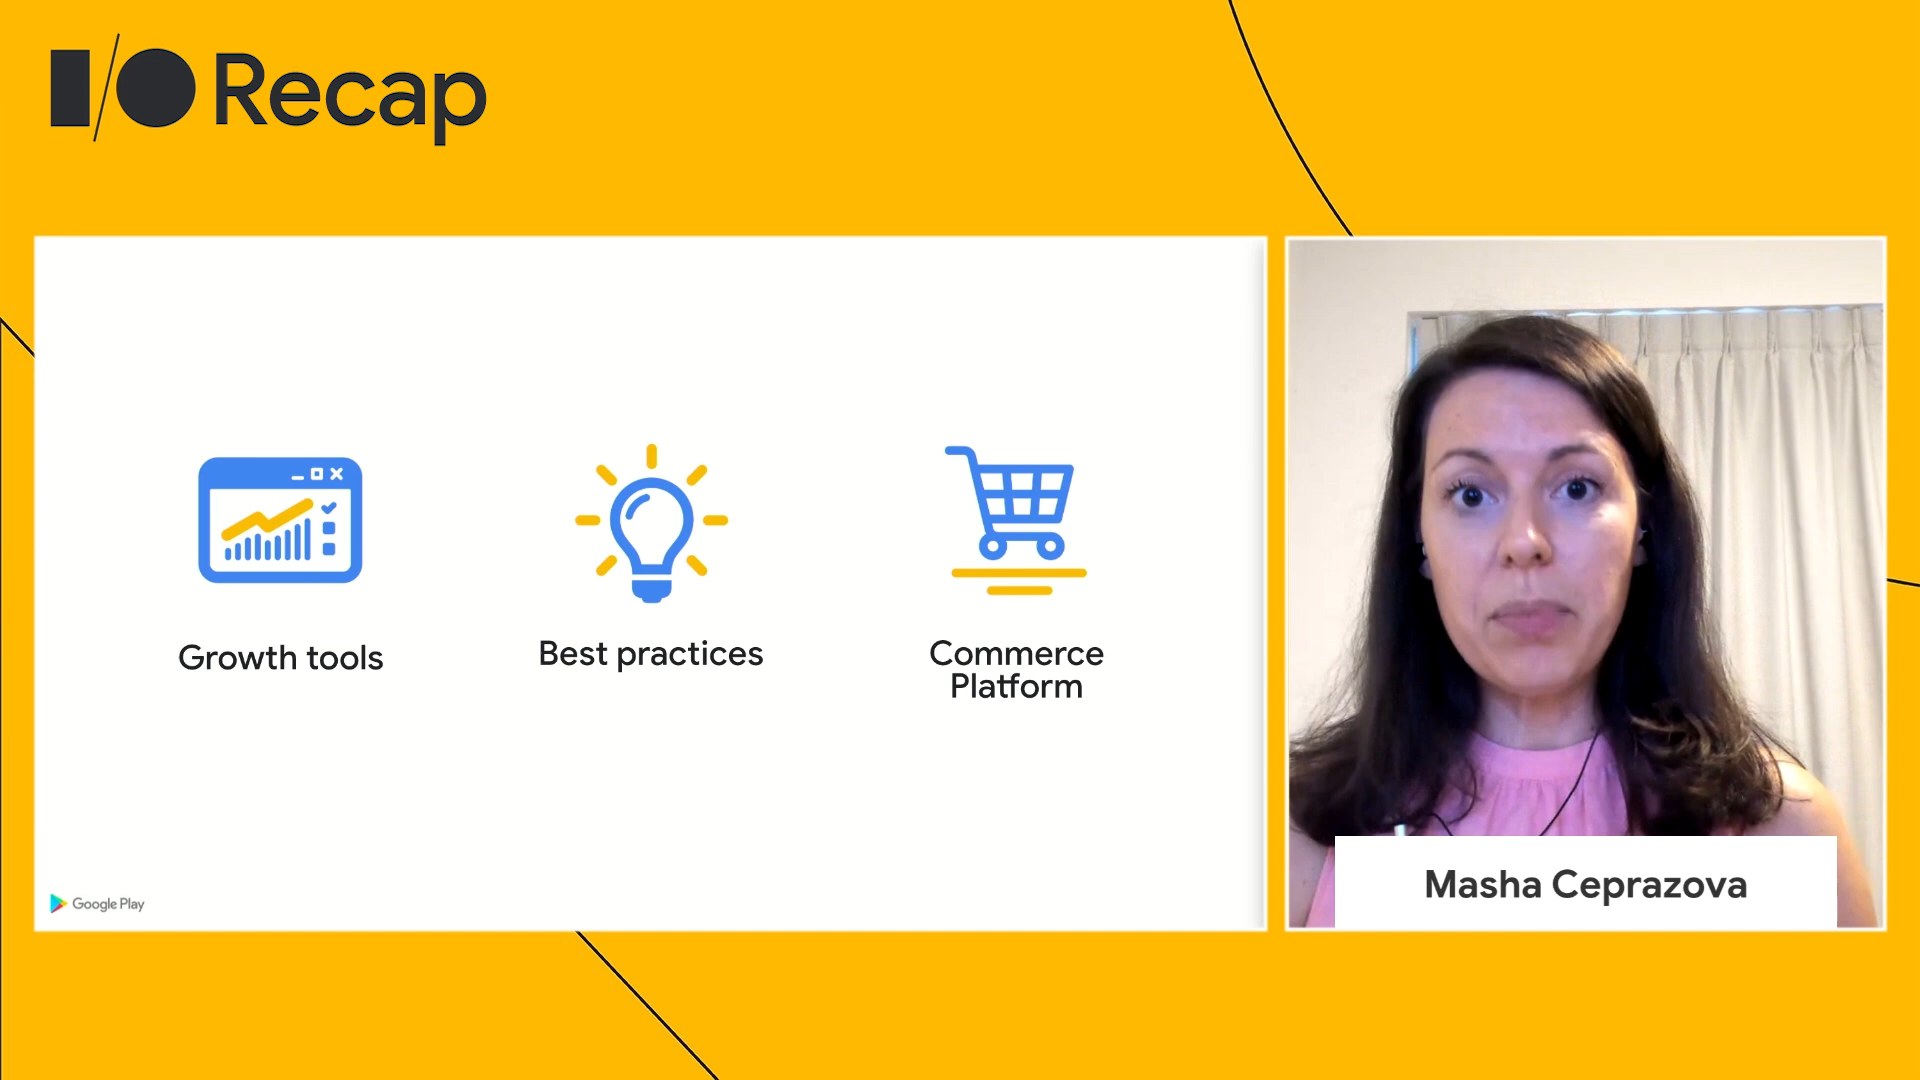 I/O Recap
Growth tools
Best practices
Commerce
Platform
Google Play
Masha Ceprazova